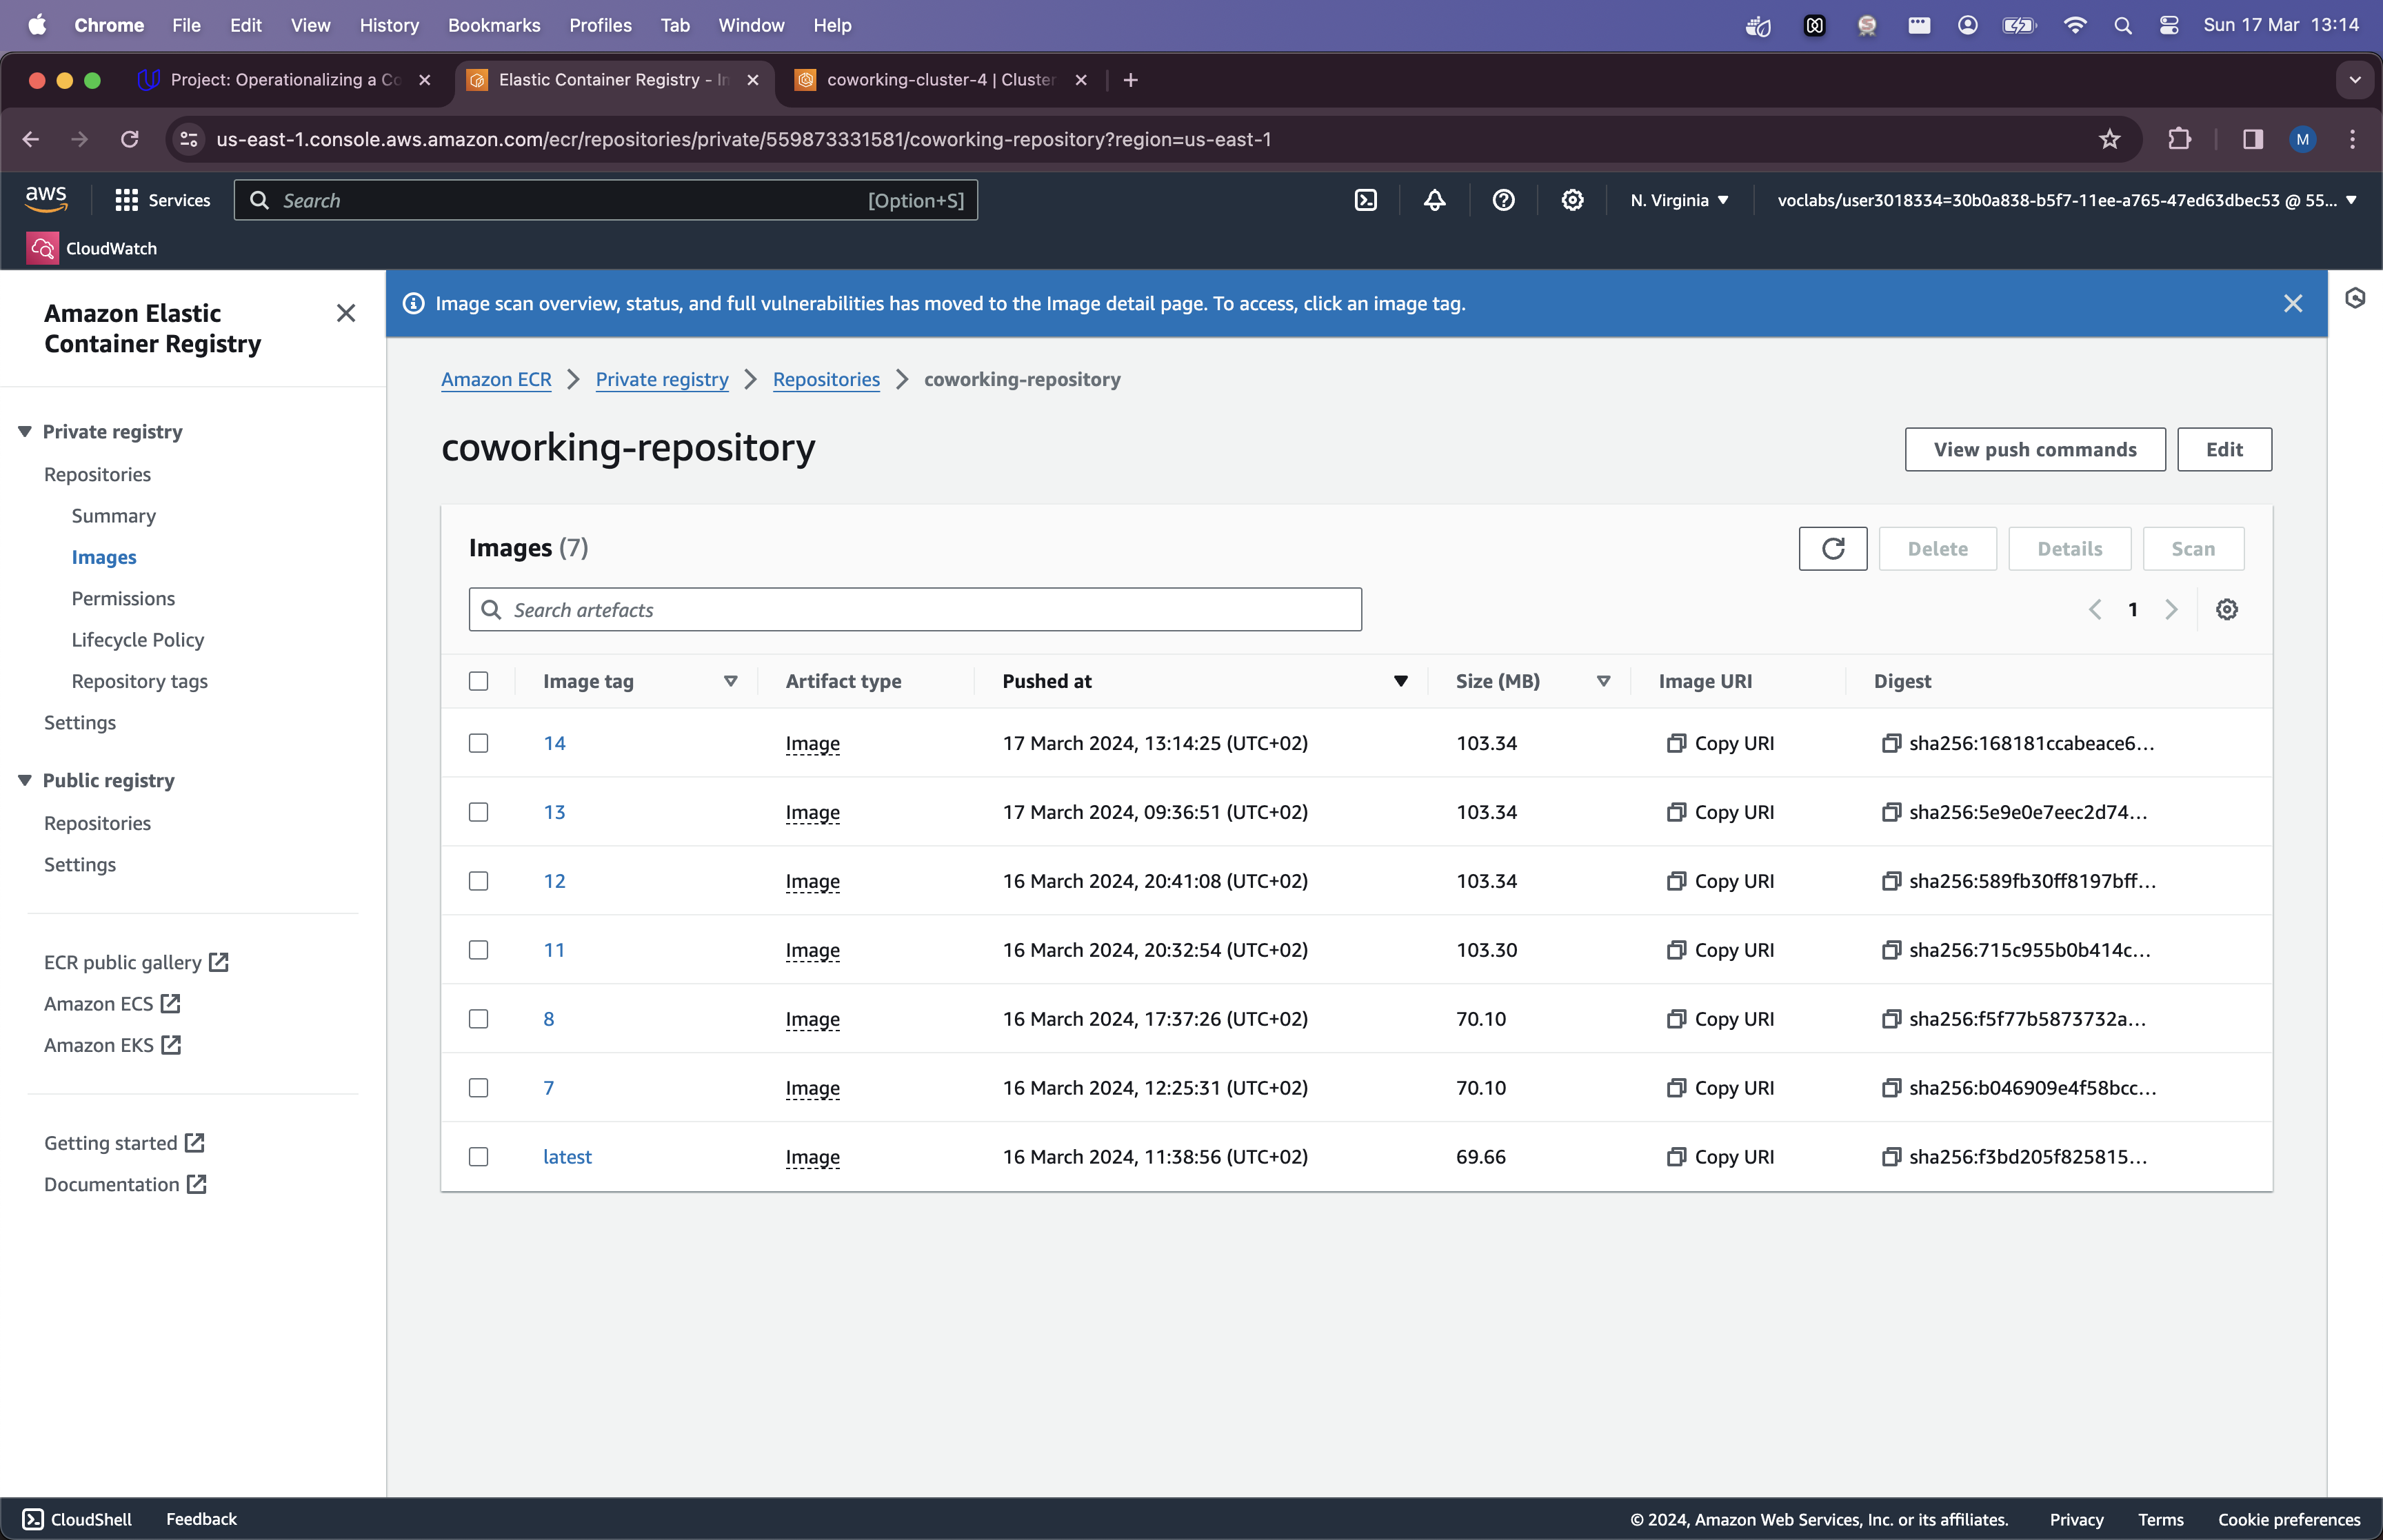 Chrome File Edit View History Bookmarks Profiles Tab Window Help Sun 17 Mar 13:14
Project: Operationalizing a Co Elastic Container Registry - In coworking-cluster-4 | Cluster
us-east-1.console.aws.amazon.com/ecr/repositories/private/559873331581/coworking-repository?region=us-east-1 M
aws Services Search [Option+S] N. Virginia voclabs/user3018334=30b0a838-b5f7-11ee-a765-47ed63dbec53 @ 55...
CloudWatch
Amazon Elastic
Container Registry
Private registry
Repositories
Summary
Images
Permissions
Lifecycle Policy
Repository tags
Settings
Public registry
Repositories
Settings
ECR public gallery
Amazon ECS
Amazon EKS
Getting started
Documentation
Image scan overview, status, and full vulnerabilities has moved to the Image detail page. To access, click an image tag.
Amazon ECR Private registry Repositories coworking-repository
coworking-repository View push commands Edit
Images (7) Delete Details Scan
Search artefacts 1
Image tag Artifact type Pushed at Size (MB) Image URI Digest
14 Image 17 March 2024, 13:14:25 (UTC+02) 103.34 Copy URI sha256:168181ccabeace6...
13 Image 17 March 2024, 09:36:51 (UTC+02) 103.34 Copy URI sha256:5e9e0e7eec2d74...
12 Image 16 March 2024, 20:41:08 (UTC+02) 103.34 Copy URI sha256:589fb30ff8197bff...
11 Image 16 March 2024, 20:32:54 (UTC+02) 103.30 Copy URI sha256:715c955b0b414c...
8 Image 16 March 2024, 17:37:26 (UTC+02) 70.10 Copy URI sha256:f5f77b5873732a...
7 Image 16 March 2024, 12:25:31 (UTC+02) 70.10 Copy URI sha256:b046909e4f58bcc...
latest Image 16 March 2024, 11:38:56 (UTC+02) 69.66 Copy URI sha256:f3bd205f825815...
CloudShell Feedback © 2024, Amazon Web Services, Inc. or its affiliates. Privacy Terms Cookie preferences